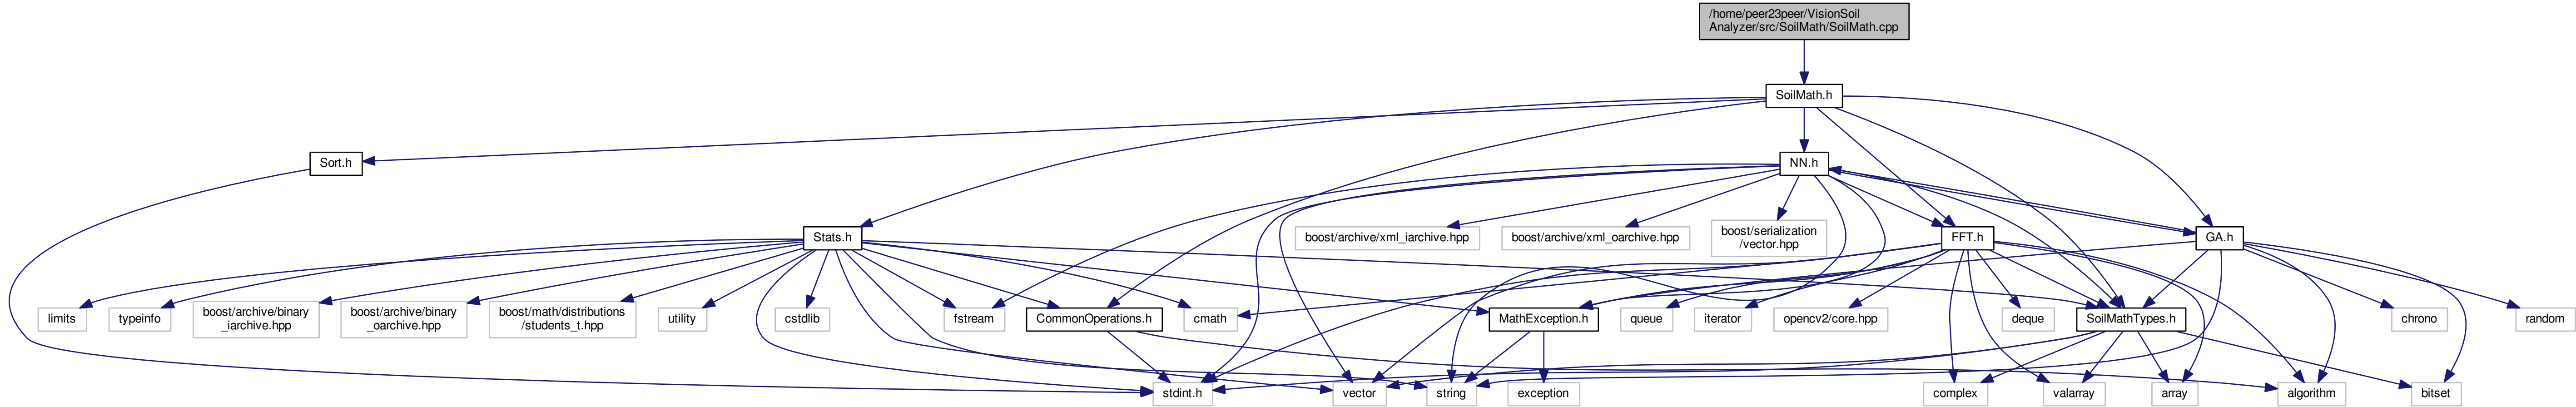 /home/peer23peer/VisionSoil
Analyzer/src/SoilMath/SoilMath.cpp
SoilMath.h
Sort.h
NN.h
Stats.h
boost/archive/xml_iarchive.hpp
boost/archive/xml_oarchive.hpp
boost/serialization
/vector.hpp
FFT.h
GA.h
limits
typeinfo
boost/archive/binary
_iarchive.hpp
boost/archive/binary
_oarchive.hpp
boost/math/distributions
/students_t.hpp
utility
cstdlib
fstream
CommonOperations.h
cmath
MathException.h
queue
iterator
opencv2/core.hpp
deque
SoilMathTypes.h
chrono
random
stdint.h
vector
string
exception
complex
valarray
array
algorithm
bitset